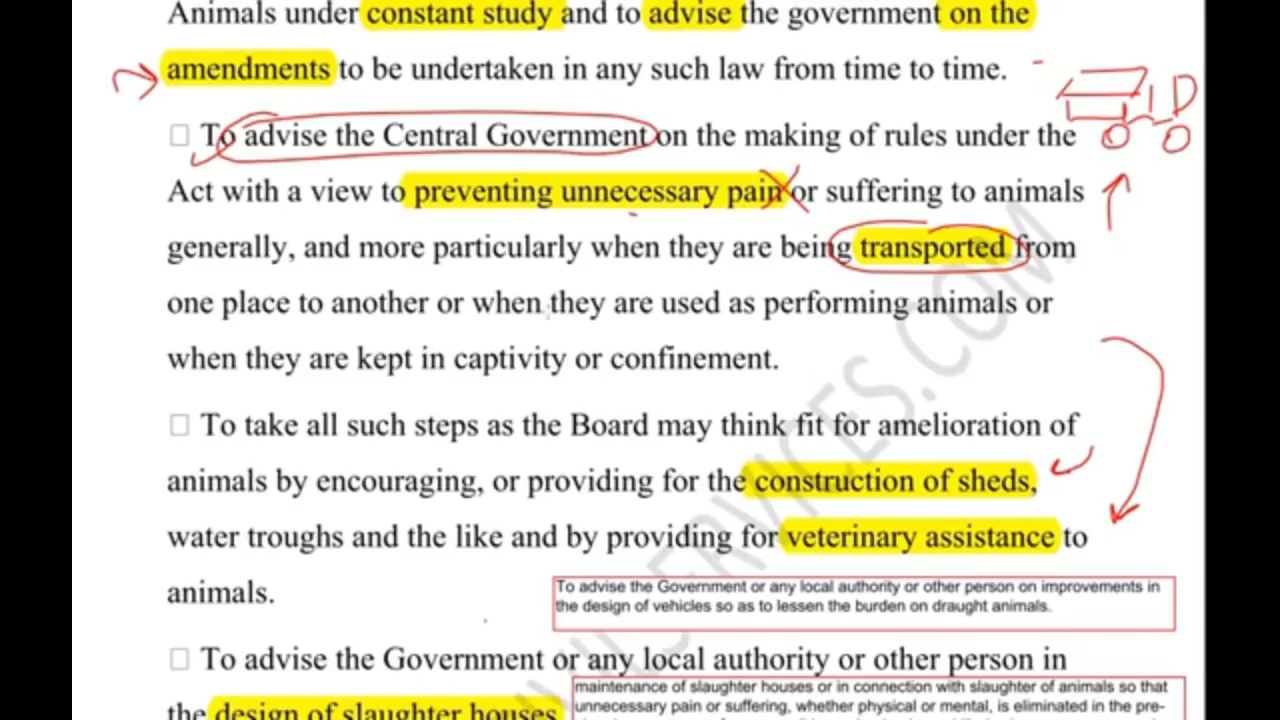 Animals under constant study and to advise the government on the
amendments to be undertaken in any such law from time to time.
To advise the Central Government on the making of rules under the
Act with a view to preventing unnecessary pain or suffering to animals
generally, and more particularly when they are being transported from
one place to another or when they are used as performing animals or
when they are kept in captivity or confinement.
To take all such steps as the Board may think fit for amelioration of
animals by encouraging, or providing for the construction of sheds,
water troughs and the like and by providing for veterinary assistance to
animals.
To advise the Government or any local authority or other person on improvements in
the design of vehicles so as to lessen the burden on draught animals.
To advise the Government or any local authority or other person in
the design of slaughter houses
maintenance of slaughter houses or in connection with slaughter of animals so that
unnecessary pain or suffering, whether physical or mental, is eliminated in the pre-
SERVICES.COM